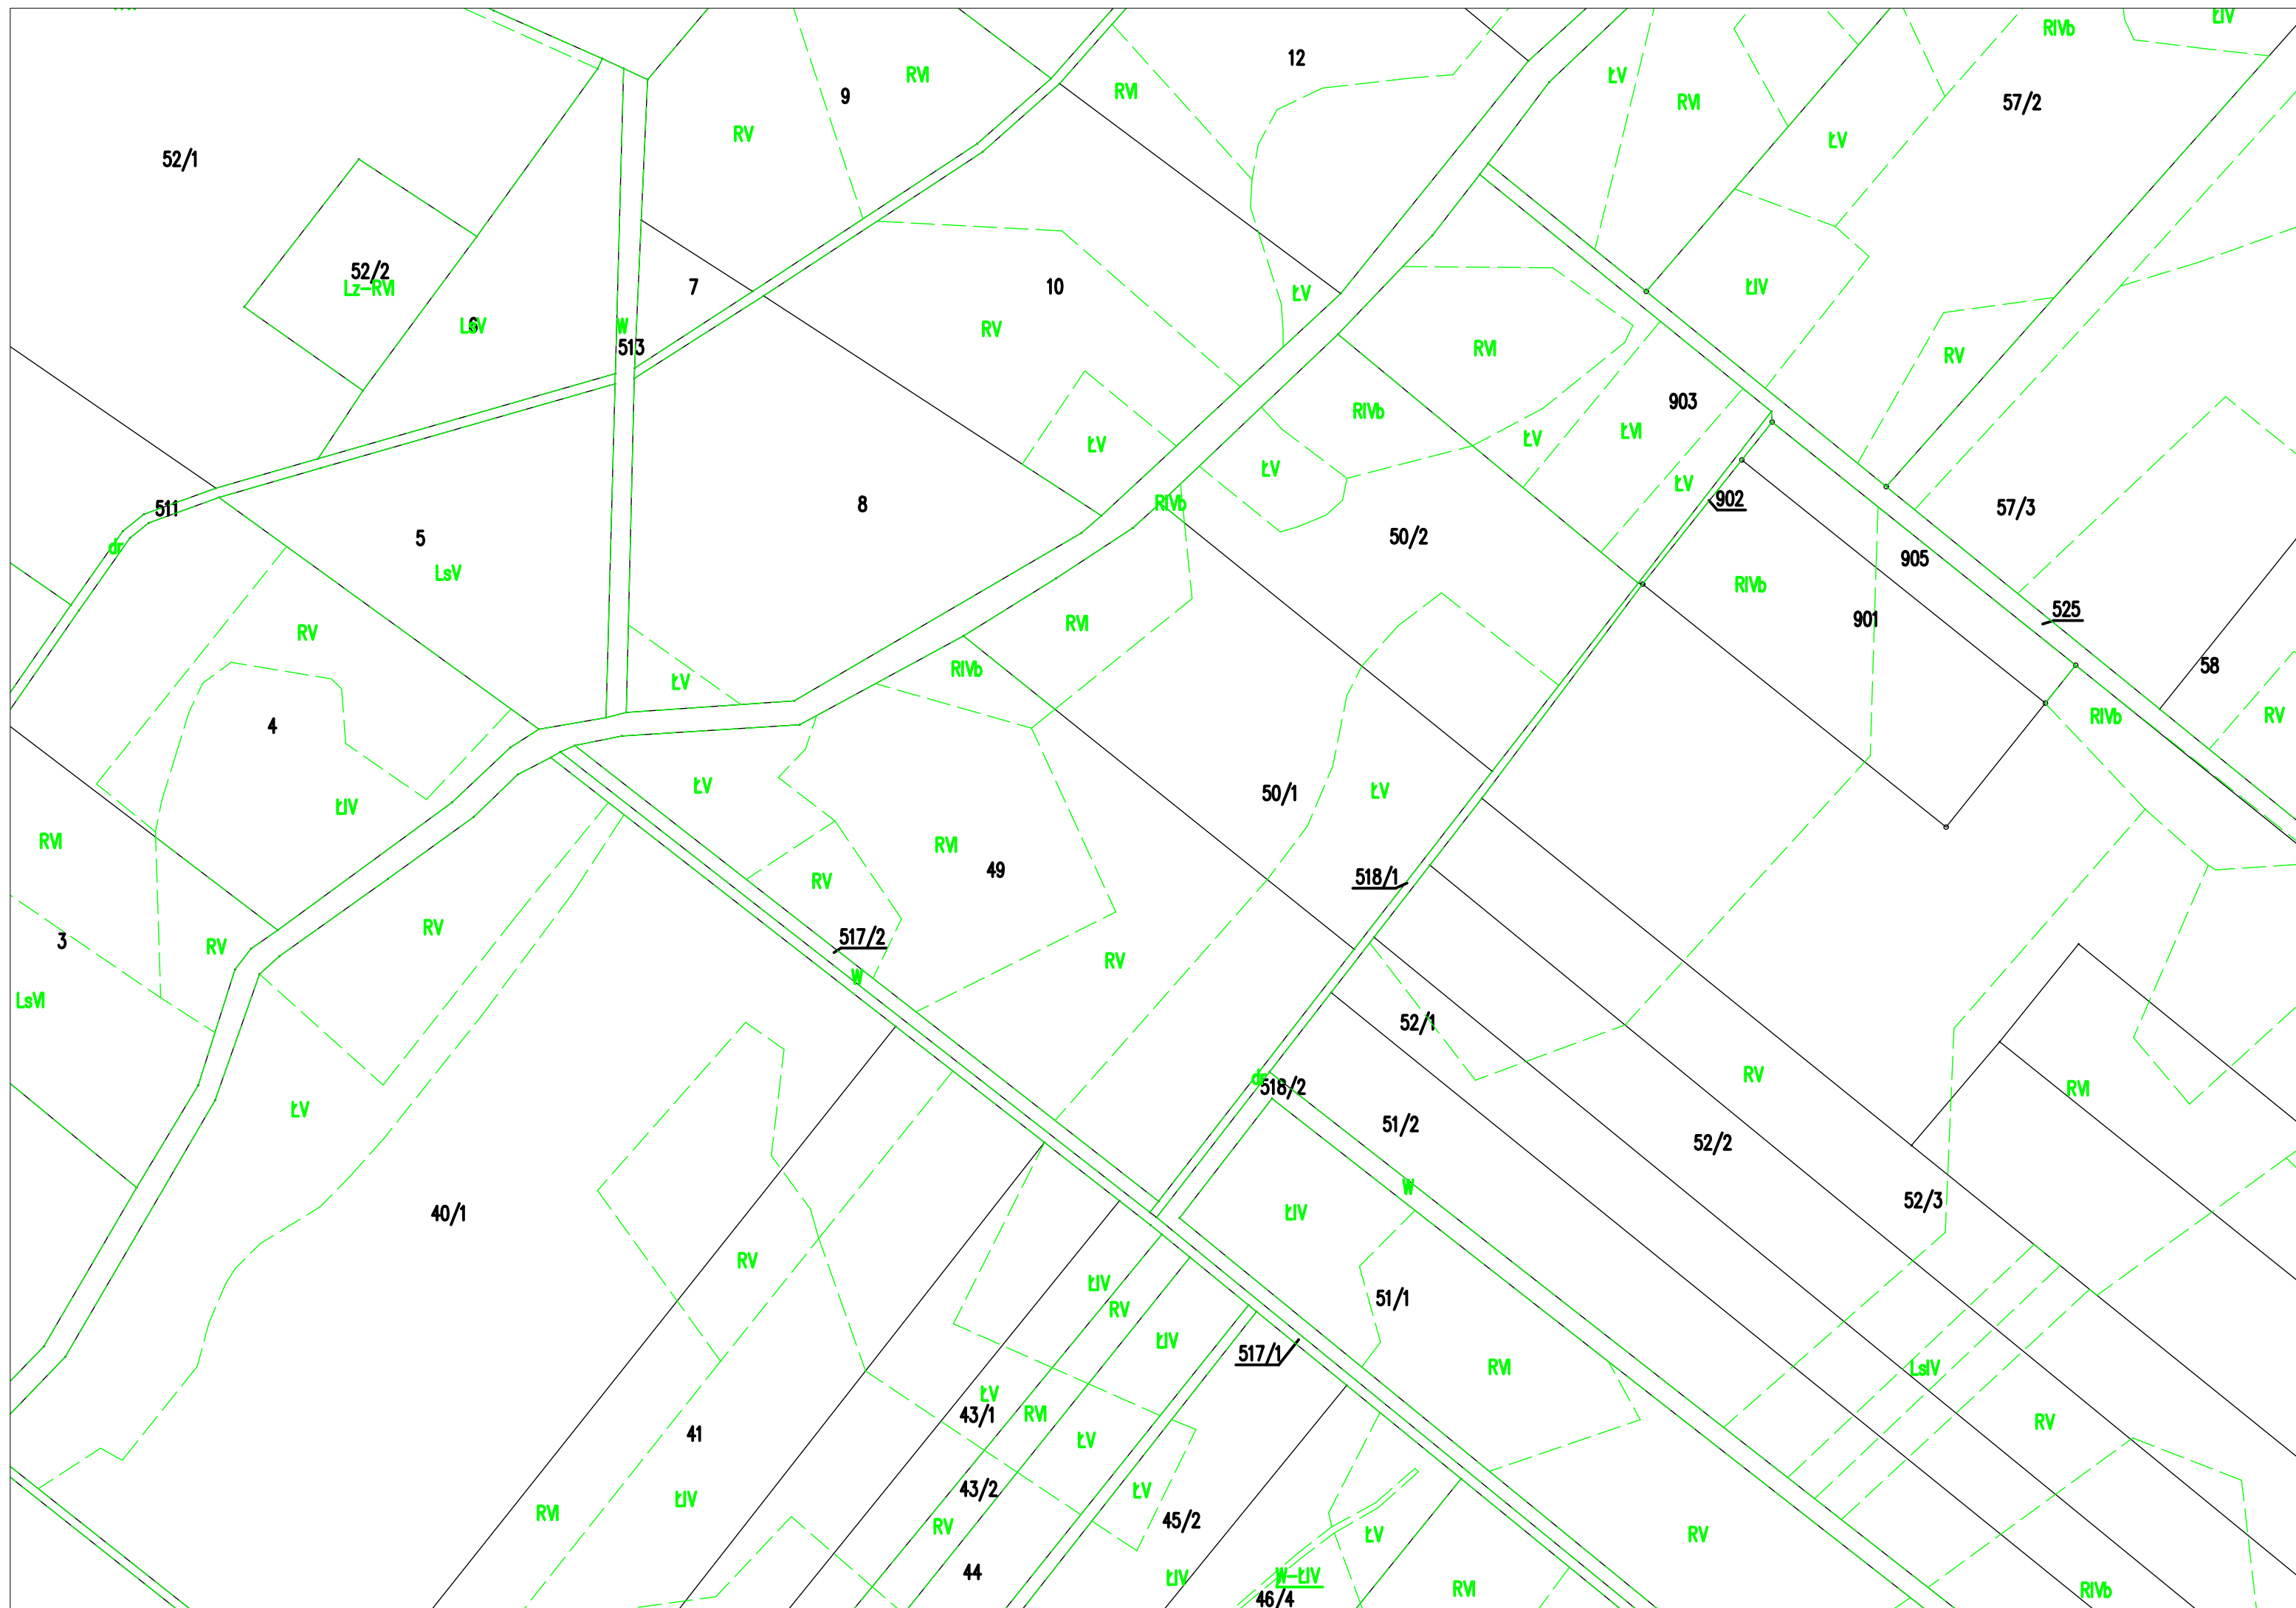 ŁIV
RIVb
12
RVI
ŁV
9
RVI
RVI
57/2
RV
ŁV
52/1
52/2
Lz-RVI
7
10
ŁV
ŁIV
LsV
6
W
RV
513
RVI
RV
903
RIVb
ŁVI
ŁV
ŁV
ŁV
ŁV
902
8
RIVb
57/3
511
5
50/2
dr
905
LsV
RIVb
525
901
RV
RVI
58
RIVb
ŁV
RIVb
RV
4
ŁV
50/1
ŁV
ŁIV
RVI
RVI
49
518/1
RV
RV
3
RV
517/2
RV
W
LsVI
52/1
RV
dr
518/2
RVI
ŁV
51/2
52/2
W
52/3
40/1
ŁIV
RV
ŁIV
51/1
RV
ŁIV
517/1
RVI
LsIV
ŁV
43/1
RVI
RV
41
ŁV
43/2
ŁV
ŁIV
RVI
45/2
RV
ŁV
RV
44
ŁIV
W-ŁIV
RVI
RIVb
46/4